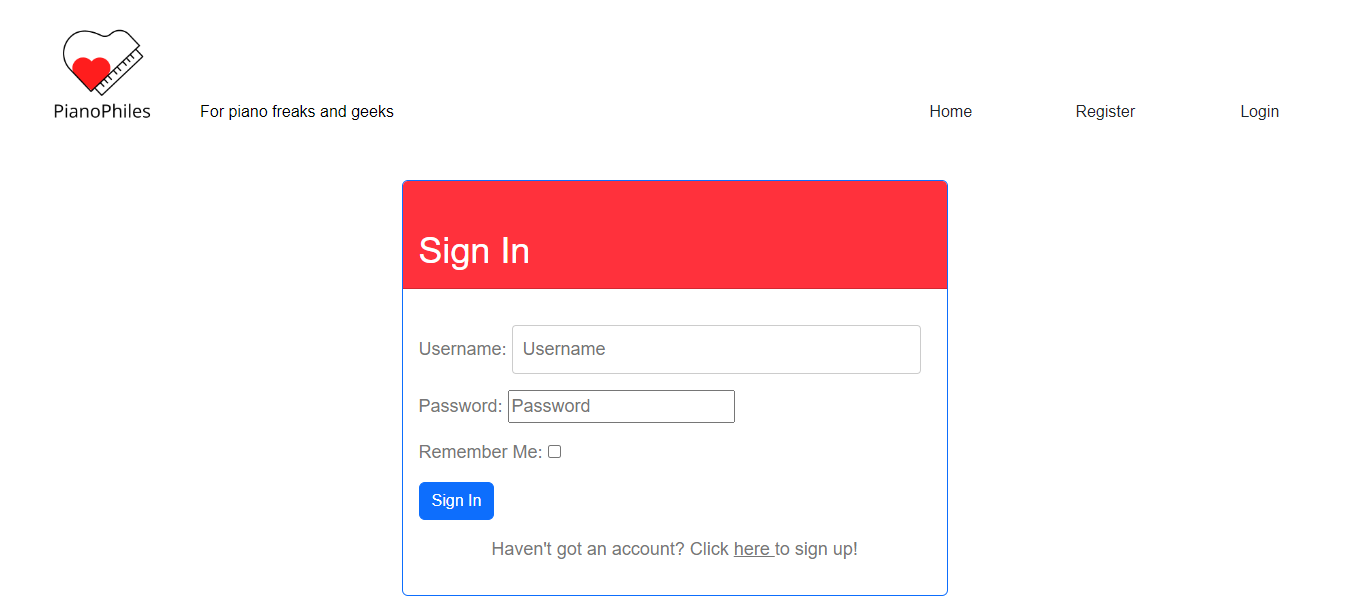 PianoPhiles
For piano freaks and geeks
Home
Register
Login
Sign In
Username: Username
Password: Password
Remember Me:
Sign In
Haven't got an account? Click here to sign up!